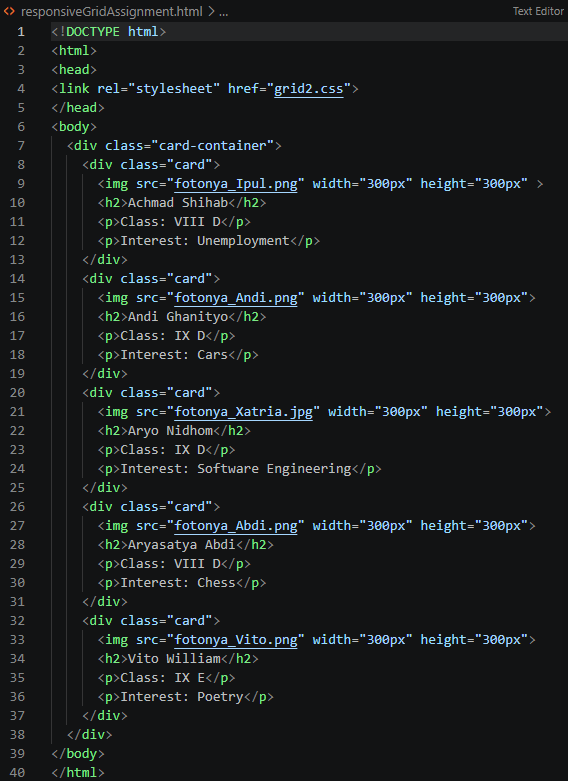 responsiveGridAssignment.html > ... Text Editor
1 <!DOCTYPE html>
2 <html>
3 <head>
4 <link rel="stylesheet" href="grid2.css">
5 </head>
6 <body>
7   <div class="card-container">
8     <div class="card">
9       <img src="fotonya_Ipul.png" width="300px" height="300px" >
10       <h2>Achmad Shihab</h2>
11       <p>Class: VIII D</p>
12       <p>Interest: Unemployment</p>
13     </div>
14     <div class="card">
15       <img src="fotonya_Andi.png" width="300px" height="300px">
16       <h2>Andi Ghanityo</h2>
17       <p>Class: IX D</p>
18       <p>Interest: Cars</p>
19     </div>
20     <div class="card">
21       <img src="fotonya_Xatria.jpg" width="300px" height="300px">
22       <h2>Aryo Nidhom</h2>
23       <p>Class: IX D</p>
24       <p>Interest: Software Engineering</p>
25     </div>
26     <div class="card">
27       <img src="fotonya_Abdi.png" width="300px" height="300px">
28       <h2>Aryasatya Abdi</h2>
29       <p>Class: VIII D</p>
30       <p>Interest: Chess</p>
31     </div>
32     <div class="card">
33       <img src="fotonya_Vito.png" width="300px" height="300px">
34       <h2>Vito William</h2>
35       <p>Class: IX E</p>
36       <p>Interest: Poetry</p>
37     </div>
38   </div>
39 </body>
40 </html>